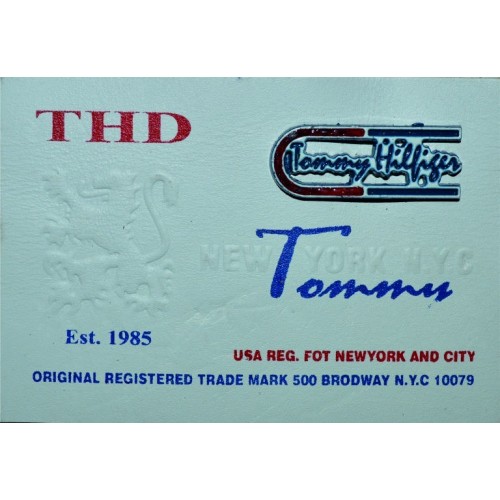 THD
Tommy Hilfiger
NEW YORK N.Y.C
Tommy
Est. 1985
USA REG. FOT NEWYORK AND CITY
ORIGINAL REGISTERED TRADE MARK 500 BRODWAY N.Y.C 10079